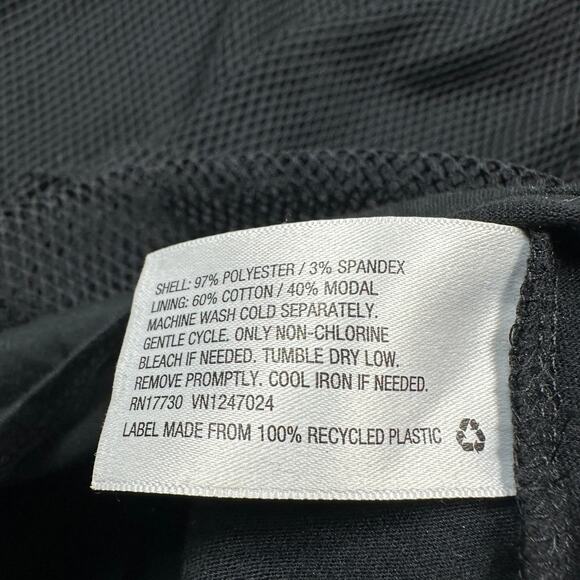 SHELL: 97% POLYESTER / 3% SPANDEX
LINING: 60% COTTON / 40% MODAL
MACHINE WASH COLD SEPARATELY.
GENTLE CYCLE. ONLY NON-CHLORINE
BLEACH IF NEEDED. TUMBLE DRY LOW.
REMOVE PROMPTLY. COOL IRON IF NEEDED.
RN17730 VN1247024
LABEL MADE FROM 100% RECYCLED PLASTIC